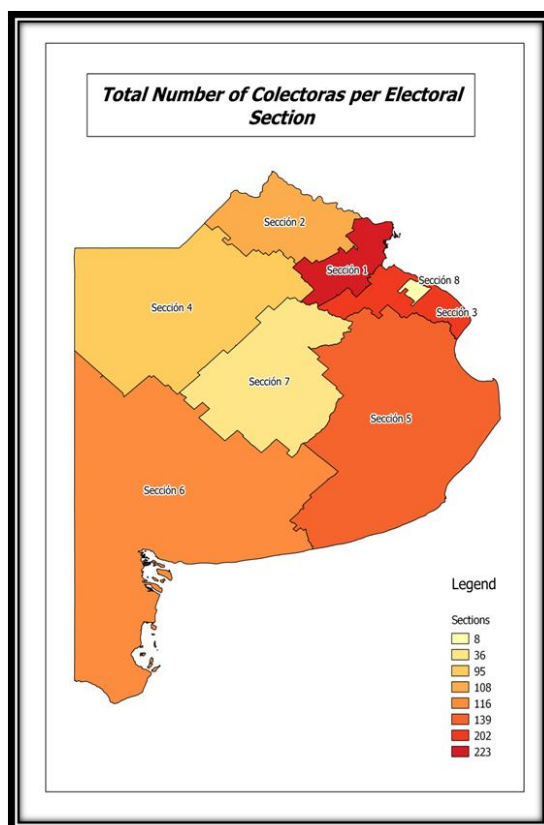 Total Number of Colectoras per Electoral
Section
Sección 2
Sección 1
Sección 8
Sección 4
Sección 3
Sección 7
Sección 5
Sección 6
Legend
Sections
8
36
95
108
116
139
202
223